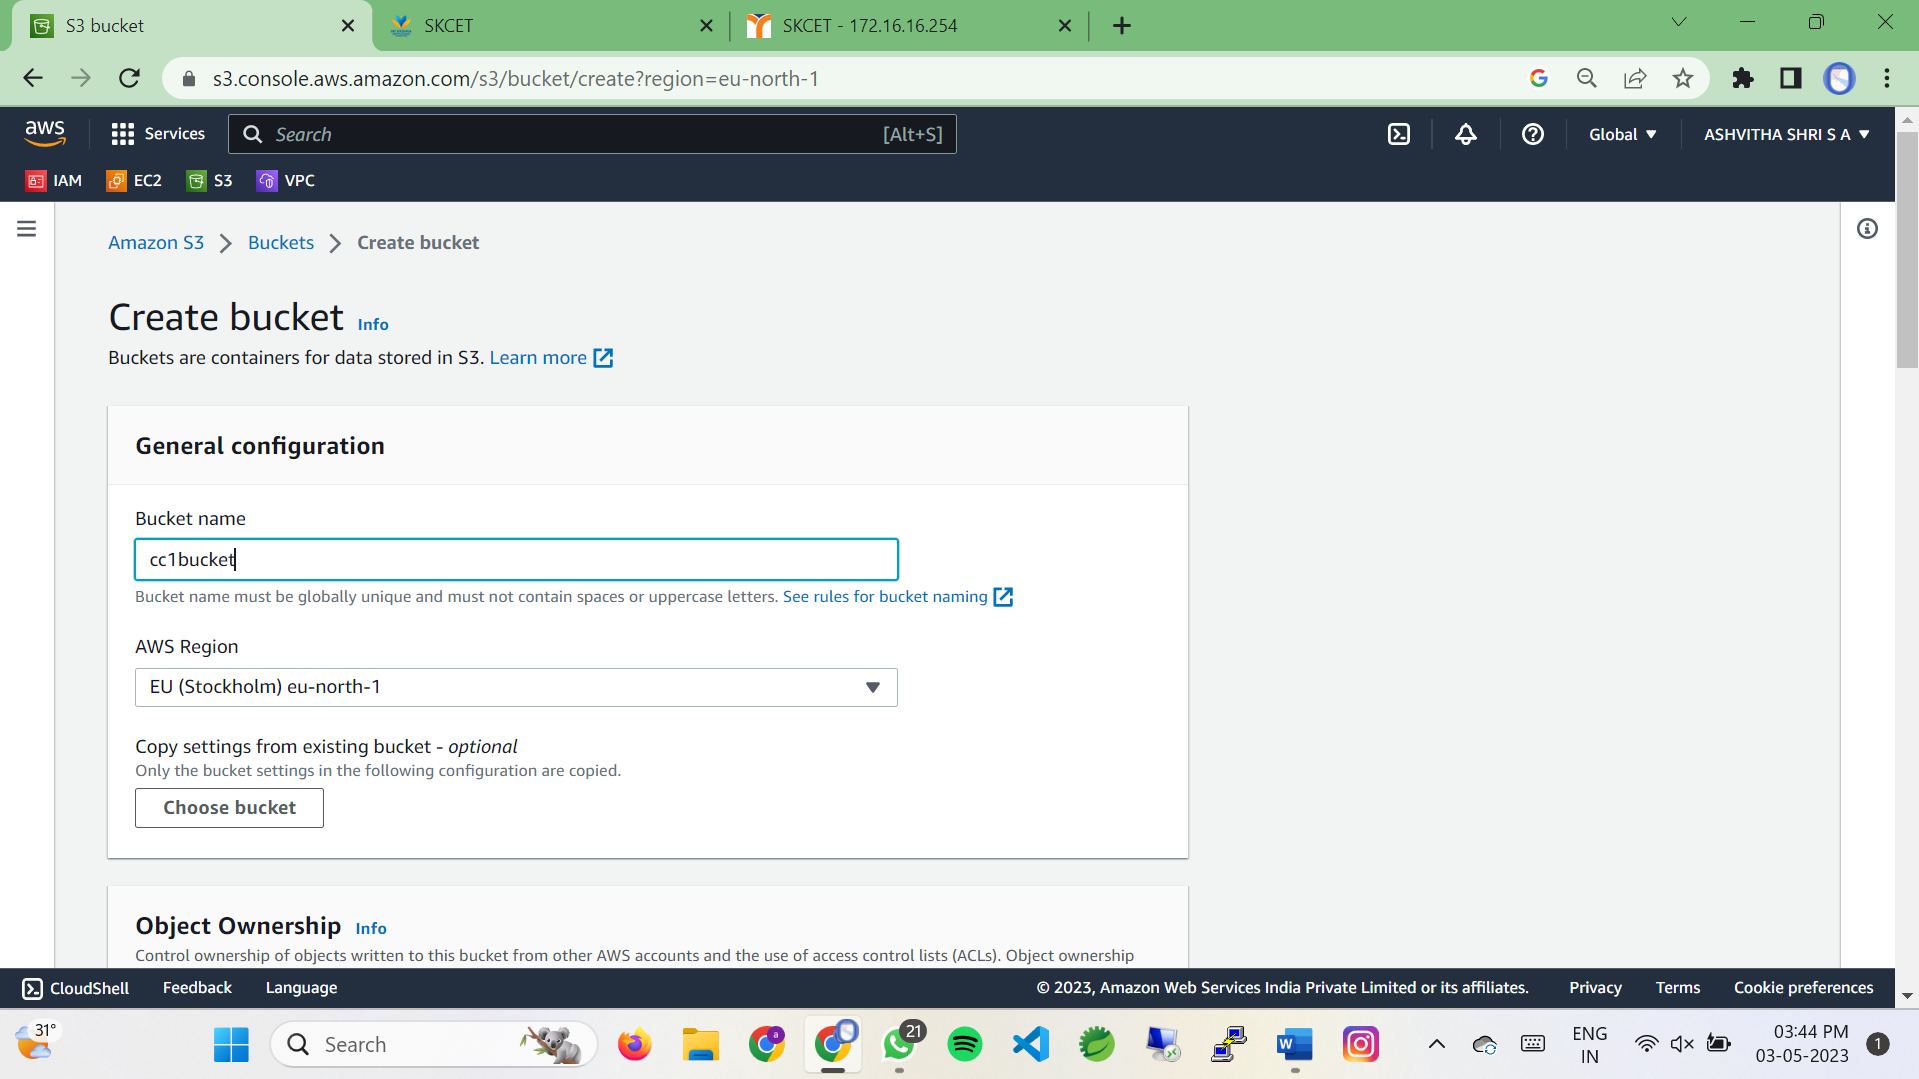 S3 bucket
SKCET
SKCET - 172.16.16.254
s3.console.aws.amazon.com/s3/bucket/create?region=eu-north-1
aws
Services
Search
[Alt+S]
Global
ASHVITHA SHRI S A
IAM
EC2
S3
VPC
Amazon S3
Buckets
Create bucket
Create bucket Info
Buckets are containers for data stored in S3. Learn more
General configuration
Bucket name
cc1bucket
Bucket name must be globally unique and must not contain spaces or uppercase letters. See rules for bucket naming
AWS Region
EU (Stockholm) eu-north-1
Copy settings from existing bucket - optional
Only the bucket settings in the following configuration are copied.
Choose bucket
Object Ownership Info
Control ownership of objects written to this bucket from other AWS accounts and the use of access control lists (ACLs). Object ownership
CloudShell
Feedback
Language
© 2023, Amazon Web Services India Private Limited or its affiliates.
Privacy
Terms
Cookie preferences
31°
Search
a
21
W
ENG
IN
03:44 PM
03-05-2023
1